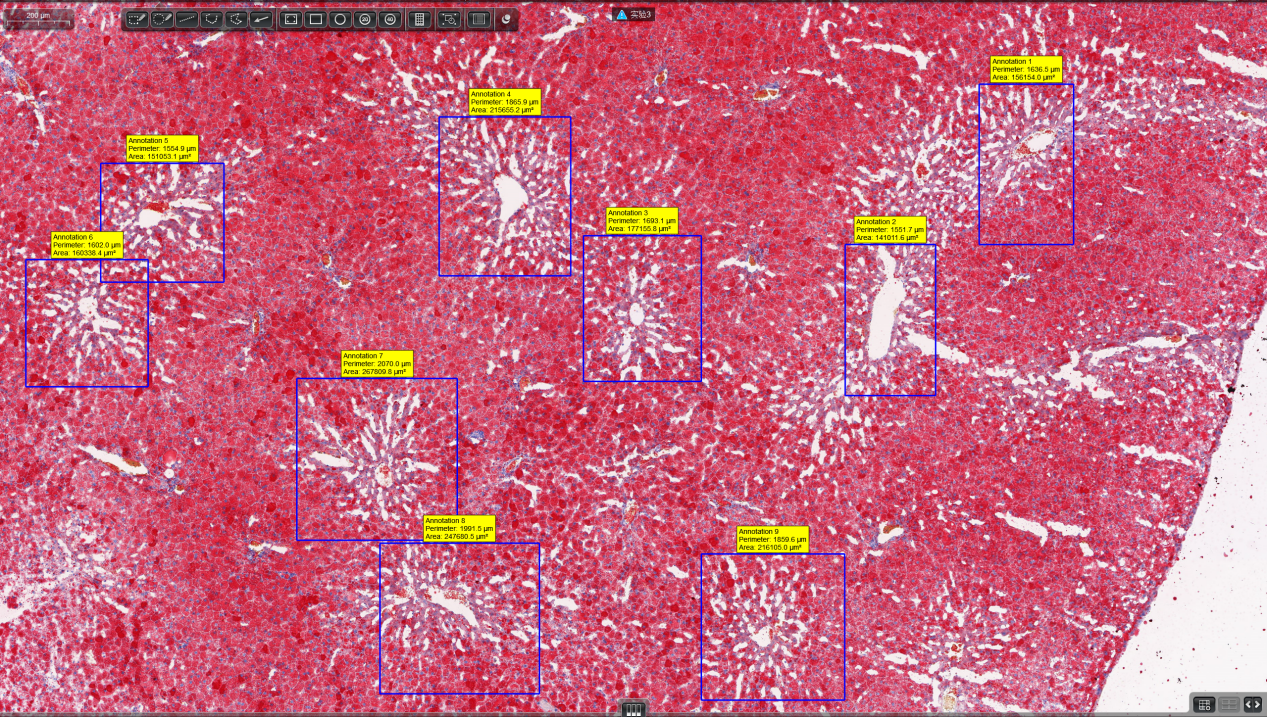 200 µm
20
40
实验3
Annotation 1
Perimeter: 1636.5 µm
Area: 156154.0 µm²
Annotation 4
Perimeter: 1865.9 µm
Area: 215655.2 µm²
Annotation 5
Perimeter: 1554.9 µm
Area: 151053.1 µm²
Annotation 3
Perimeter: 1693.1 µm
Area: 177155.8 µm²
Annotation 2
Perimeter: 1551.7 µm
Area: 141011.6 µm²
Annotation 6
Perimeter: 1602.0 µm
Area: 160338.4 µm²
Annotation 7
Perimeter: 2070.0 µm
Area: 267809.8 µm²
Annotation 8
Perimeter: 1991.5 µm
Area: 247680.5 µm²
Annotation 9
Perimeter: 1859.6 µm
Area: 216105.0 µm²